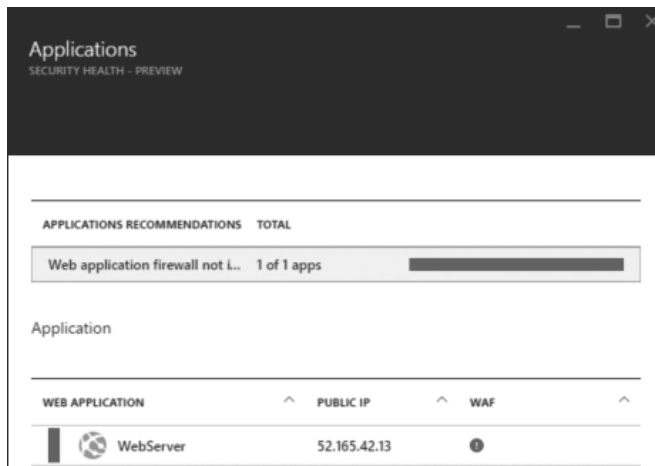 Applications
SECURITY HEALTH - PREVIEW
APPLICATIONS RECOMMENDATIONS TOTAL
Web application firewall not i... 1 of 1 apps
Application
WEB APPLICATION PUBLIC IP WAF
WebServer 52.165.42.13